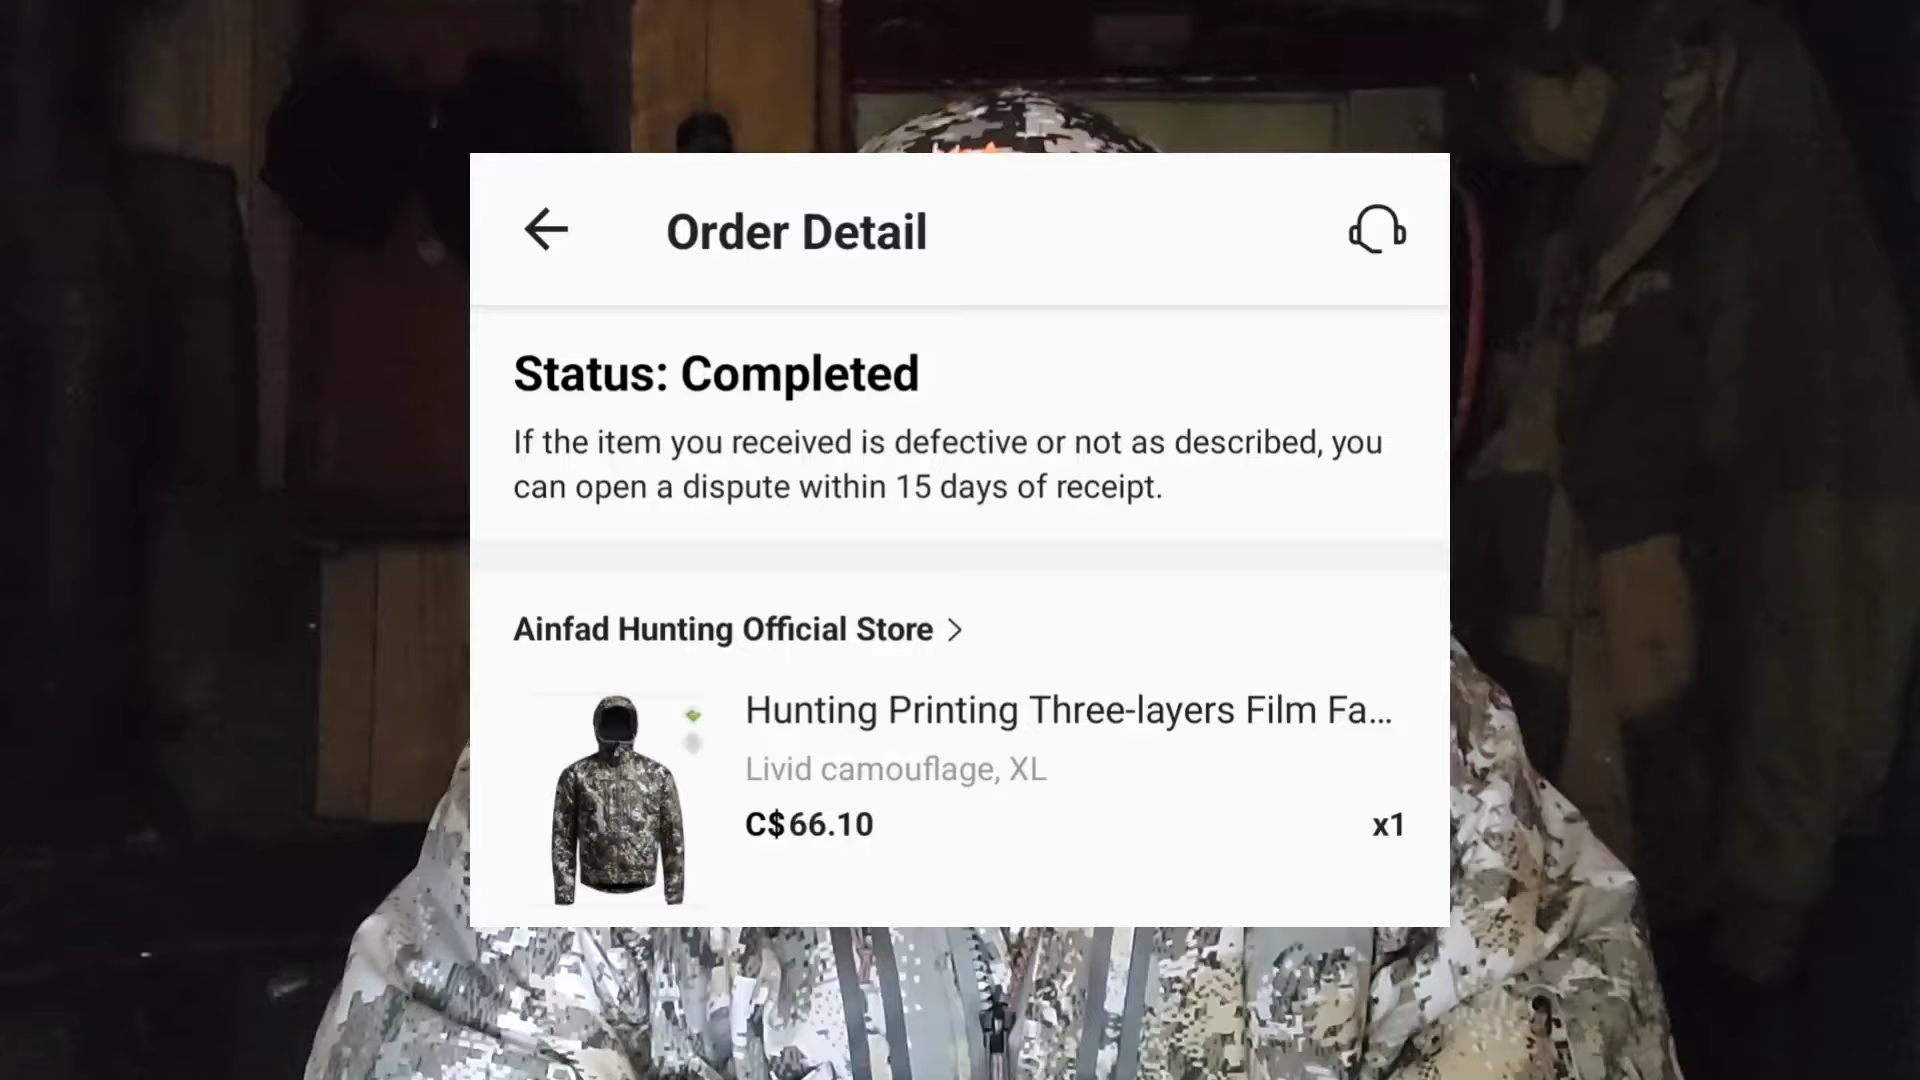 Order Detail
Status: Completed
If the item you received is defective or not as described, you
can open a dispute within 15 days of receipt.
Ainfad Hunting Official Store >
Hunting Printing Three-layers Film Fa...
Livid camouflage, XL
C$66.10
x1